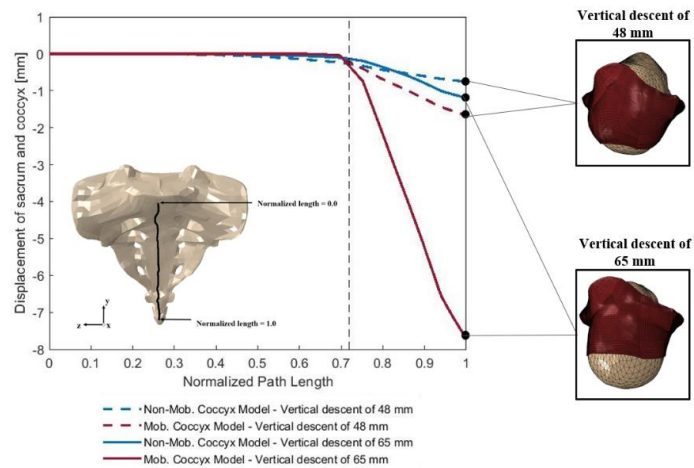 Vertical descent of
48 mm
1
0
-1
-2
-3
-4
-5
-6
-7
-8
Displacement of sacrum and coccyx [mm]
Normalized length = 0.0
Normalized length = 1.0
y
z
x
Vertical descent of
65 mm
0 0.1 0.2 0.3 0.4 0.5 0.6 0.7 0.8 0.9 1
Normalized Path Length
Non-Mob. Coccyx Model - Vertical descent of 48 mm
Mob. Coccyx Model - Vertical descent of 48 mm
Non-Mob. Coccyx Model - Vertical descent of 65 mm
Mob. Coccyx Model - Vertical descent of 65 mm